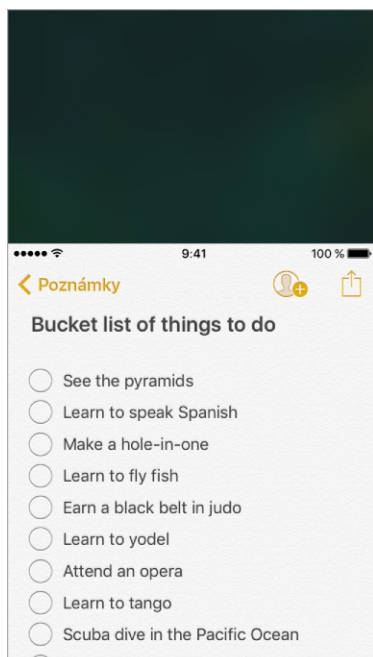 9:41
100 %
Poznámky
Bucket list of things to do
See the pyramids
Learn to speak Spanish
Make a hole-in-one
Learn to fly fish
Earn a black belt in judo
Learn to yodel
Attend an opera
Learn to tango
Scuba dive in the Pacific Ocean